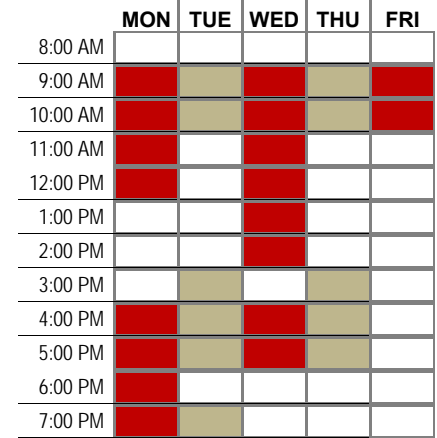 MON TUE WED THU FRI
8:00 AM
9:00 AM
10:00 AM
11:00 AM
12:00 PM
1:00 PM
2:00 PM
3:00 PM
4:00 PM
5:00 PM
6:00 PM
7:00 PM